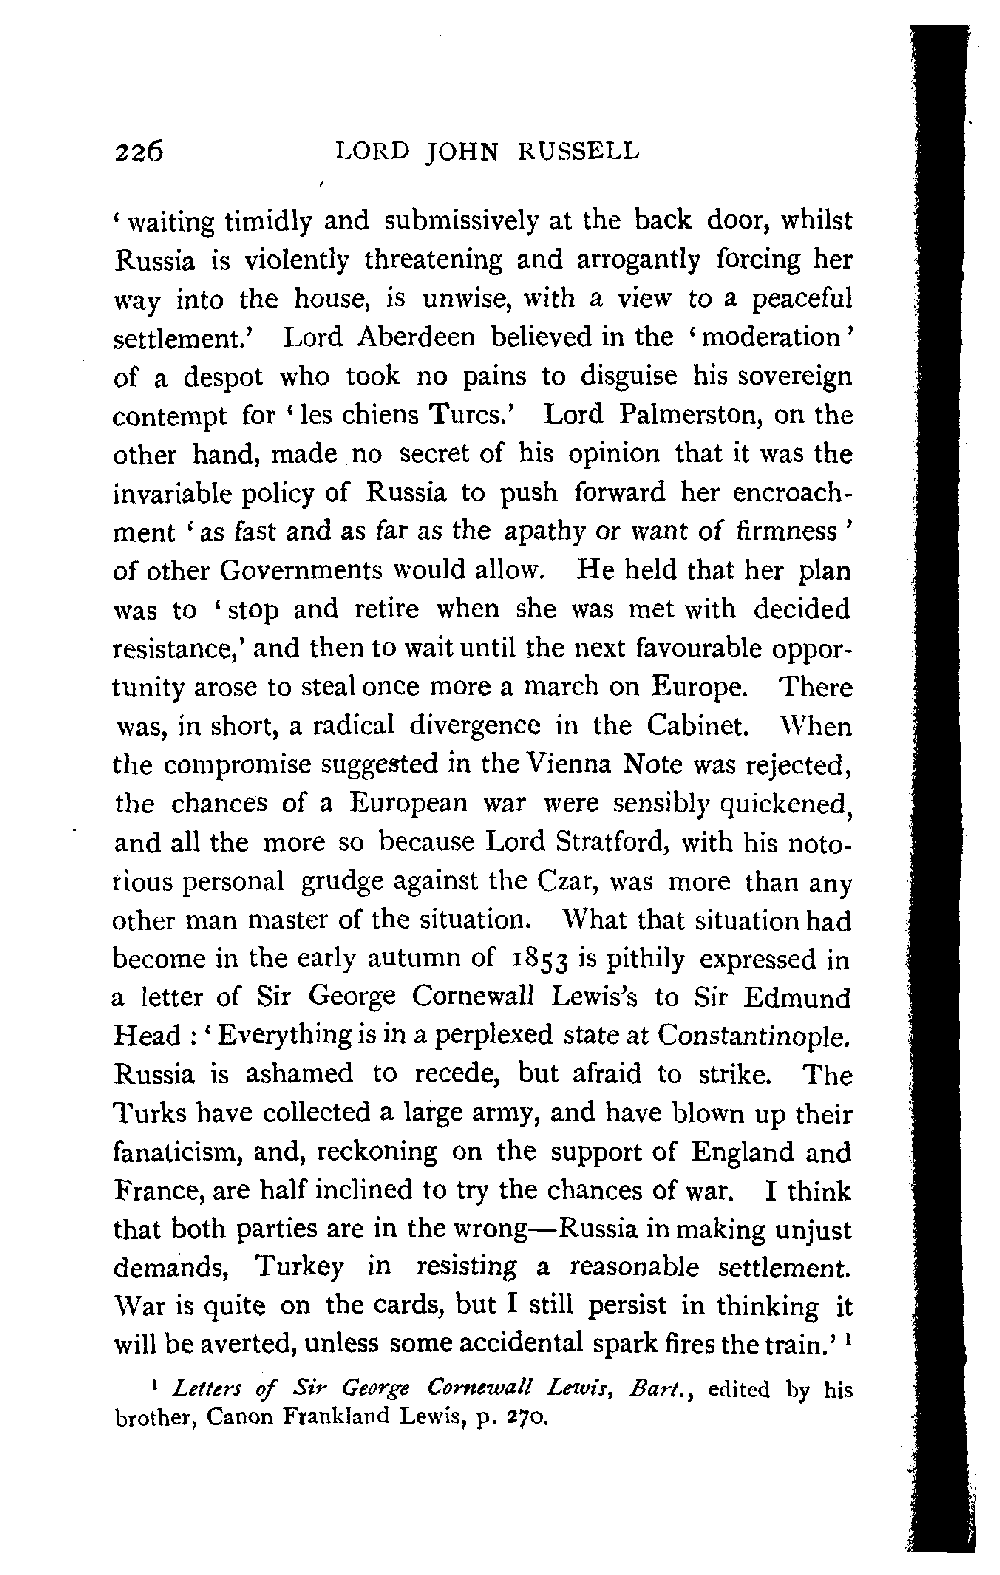 226 LORD JOHN RUSSELL
‘ waiting timidly and submissively at the back door, whilst
Russia is violently threatening and arrogantly forcing her
way into the house, is unwise, with a view to a peaceful
settlement.’ Lord Aberdeen believed in the ‘ moderation ’
of a despot who took no pains to disguise his sovereign
contempt for ‘ les chiens Turcs.’ Lord Palmerston, on the
other hand, made no secret of his opinion that it was the
invariable policy of Russia to push forward her encroach-
ment ‘ as fast and as far as the apathy or want of firmness ’
of other Governments would allow. He held that her plan
was to ‘ stop and retire when she was met with decided
resistance,’ and then to wait until the next favourable oppor-
tunity arose to steal once more a march on Europe. There
was, in short, a radical divergence in the Cabinet. When
the compromise suggested in the Vienna Note was rejected,
the chances of a European war were sensibly quickened,
and all the more so because Lord Stratford, with his noto-
rious personal grudge against the Czar, was more than any
other man master of the situation. What that situation had
become in the early autumn of 1853 is pithily expressed in
a letter of Sir George Cornewall Lewis’s to Sir Edmund
Head : ‘ Everything is in a perplexed state at Constantinople.
Russia is ashamed to recede, but afraid to strike. The
Turks have collected a large army, and have blown up their
fanaticism, and, reckoning on the support of England and
France, are half inclined to try the chances of war. I think
that both parties are in the wrong—Russia in making unjust
demands, Turkey in resisting a reasonable settlement.
War is quite on the cards, but I still persist in thinking it
will be averted, unless some accidental spark fires the train.’ ¹
¹ Letters of Sir George Cornewall Lewis, Bart., edited by his
brother, Canon Frankland Lewis, p. 270.